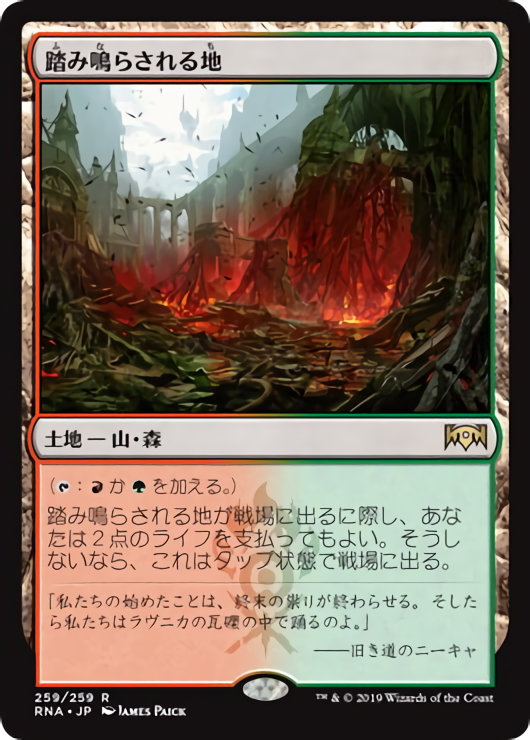 踏み鳴らされる地
土地 — 山・森
(T:R か G を加える。)
踏み鳴らされる地が戦場に出るに際し、あな
たは2点のライフを支払ってもよい。そうし
ないなら、これはタップ状態で戦場に出る。
「私たちの始めたことは、終末の祟りが終わらせる。そした
ら私たちはラヴニカの瓦礫の中で踊るのよ。」
——旧き道のニーキャ
259/259 R
RNA・JP James Paick
™ & © 2019 Wizards of the Coast